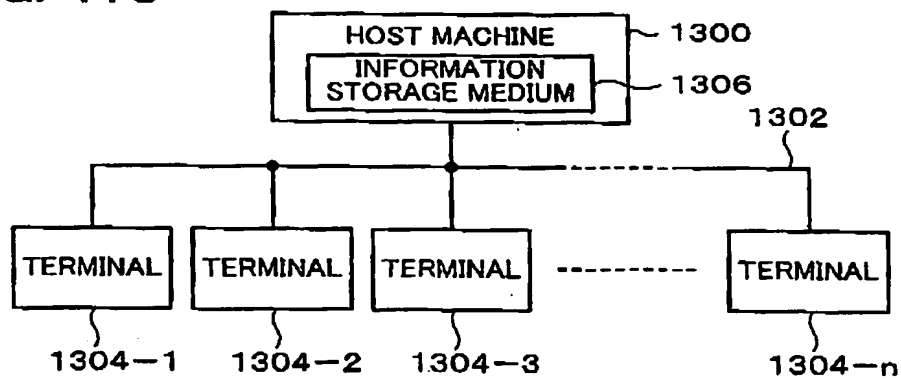 HOST MACHINE
1300
INFORMATION
STORAGE MEDIUM
1306
1302
TERMINAL
TERMINAL
TERMINAL
TERMINAL
1304-1
1304-2
1304-3
1304-n